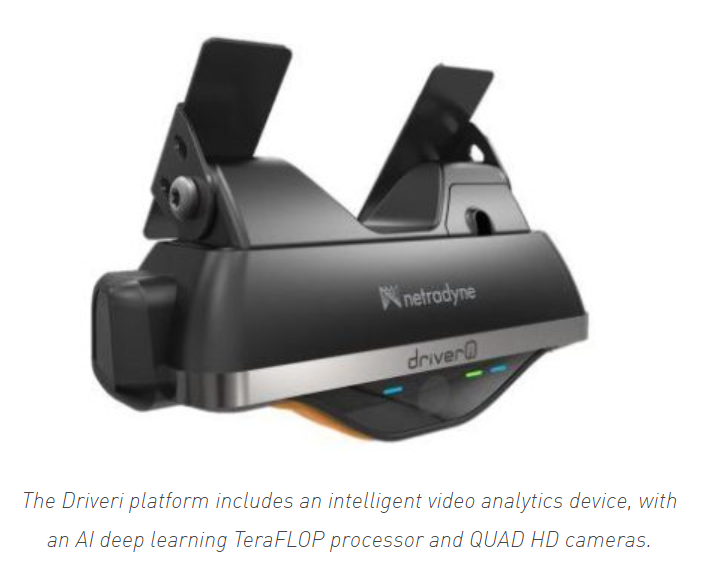 netradyne
driveri
The Driveri platform includes an intelligent video analytics device, with
an AI deep learning TeraFLOP processor and QUAD HD cameras.